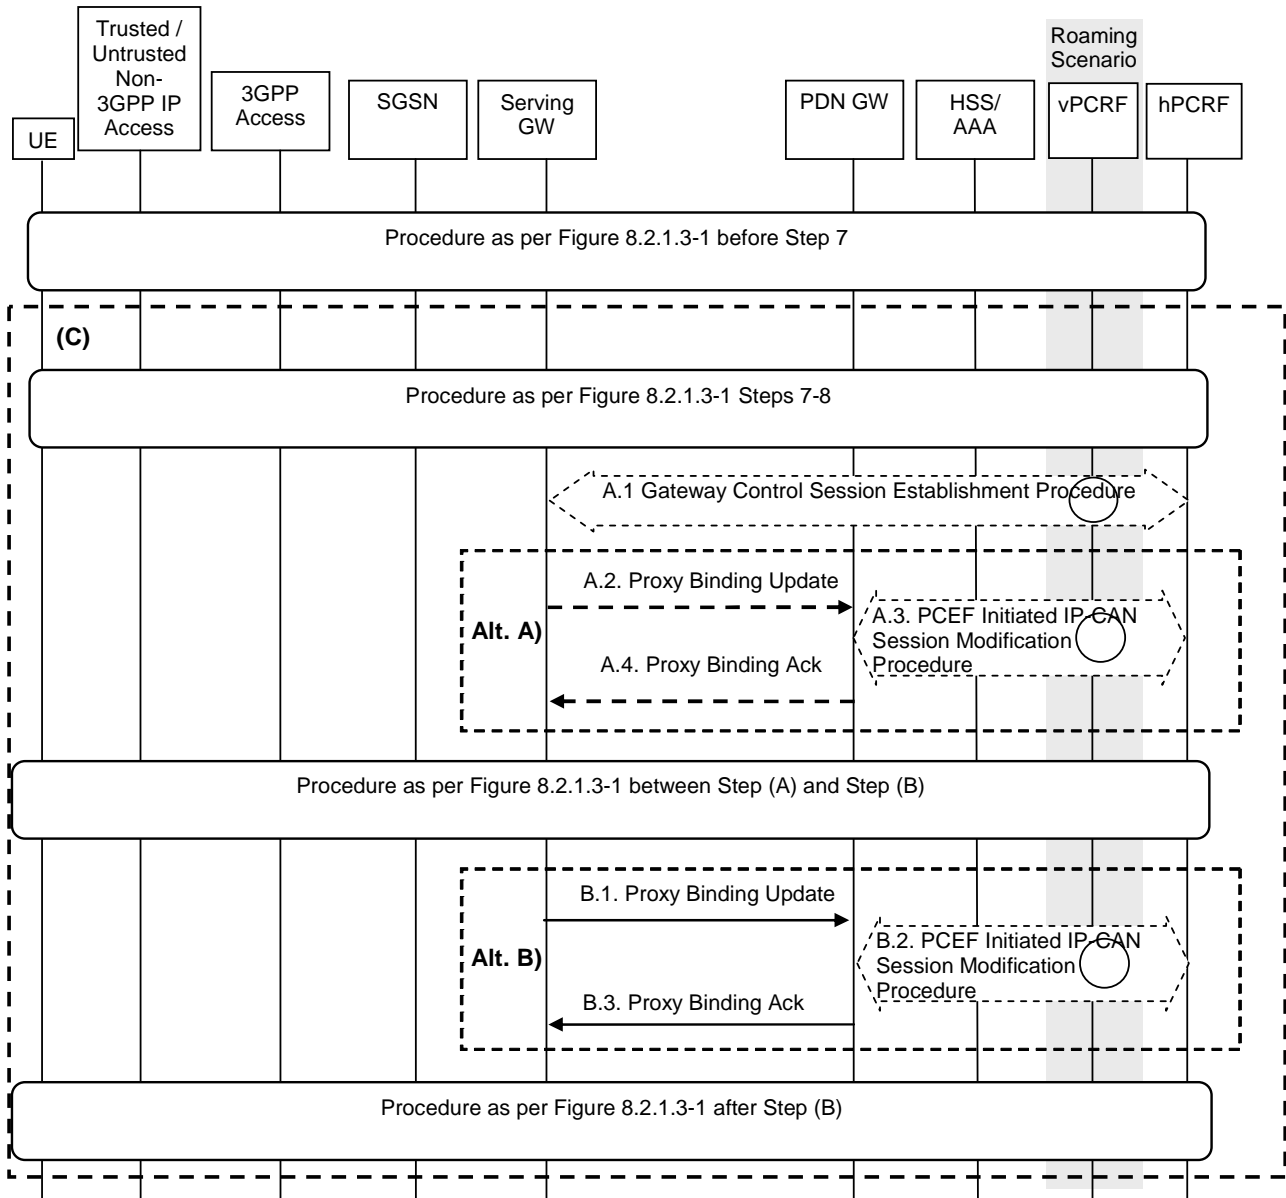 Trusted /
Untrusted
Non-
3GPP IP
Access
UE
3GPP
Access
SGSN
Serving
GW
PDN GW
HSS/
AAA
Roaming
Scenario
vPCRF
hPCRF
Procedure as per Figure 8.2.1.3-1 before Step 7
(C)
Procedure as per Figure 8.2.1.3-1 Steps 7-8
A.1 Gateway Control Session Establishment Procedure
A.2. Proxy Binding Update
Alt. A)
A.3. PCEF Initiated IP-CAN
Session Modification
Procedure
A.4. Proxy Binding Ack
Procedure as per Figure 8.2.1.3-1 between Step (A) and Step (B)
B.1. Proxy Binding Update
Alt. B)
B.2. PCEF Initiated IP-CAN
Session Modification
Procedure
B.3. Proxy Binding Ack
Procedure as per Figure 8.2.1.3-1 after Step (B)